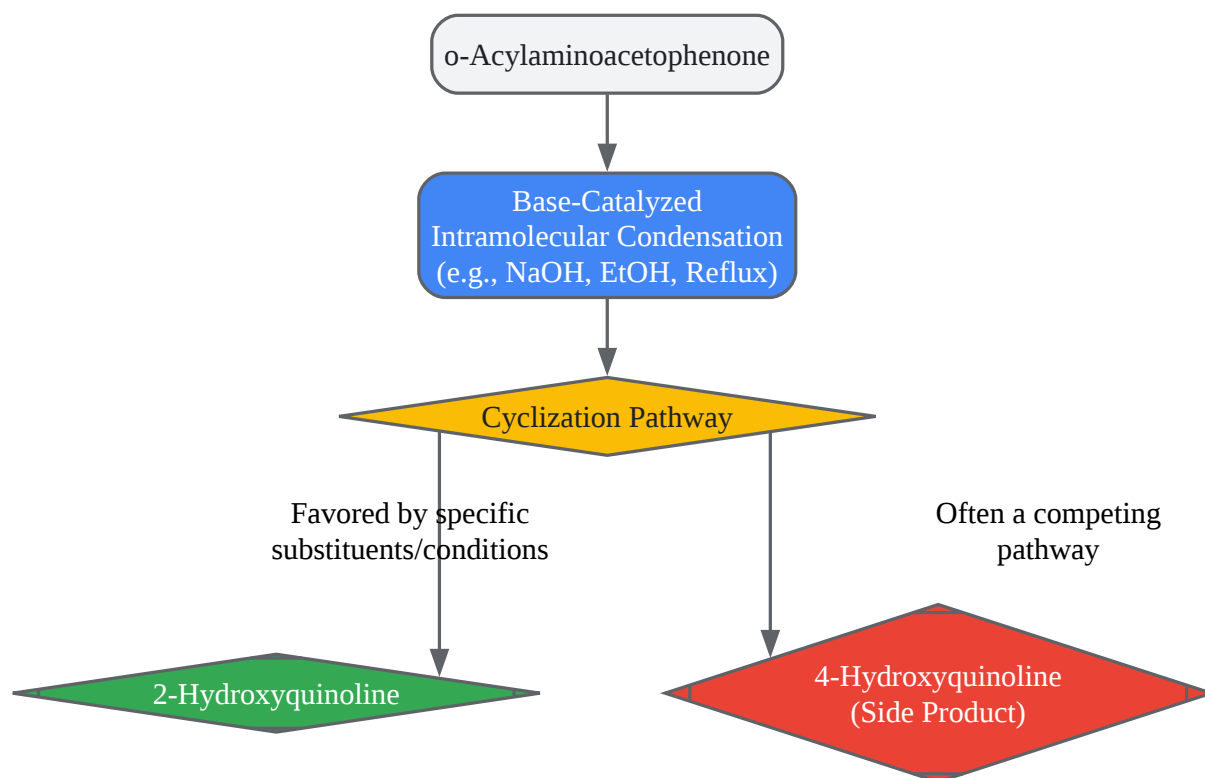 o-Acylaminoacetophenone
Base-Catalyzed
Intramolecular Condensation
(e.g., NaOH, EtOH, Reflux)
Cyclization Pathway
Favored by specific
substituents/conditions
Often a competing
pathway
2-Hydroxyquinoline
4-Hydroxyquinoline
(Side Product)